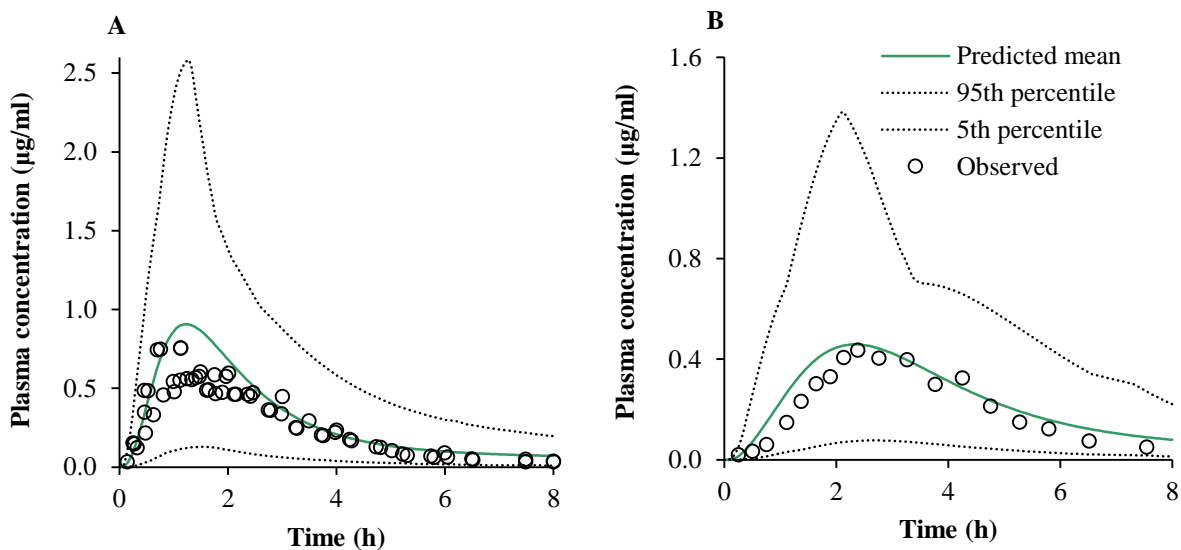 A
Plasma concentration (µg/ml)
2.5
2.0
1.5
1.0
0.5
0.0
0 2 4 6 8
Time (h)
B
Plasma concentration (µg/ml)
1.6
1.2
0.8
0.4
0.0
0 2 4 6 8
Time (h)
Predicted mean
95th percentile
5th percentile
Observed